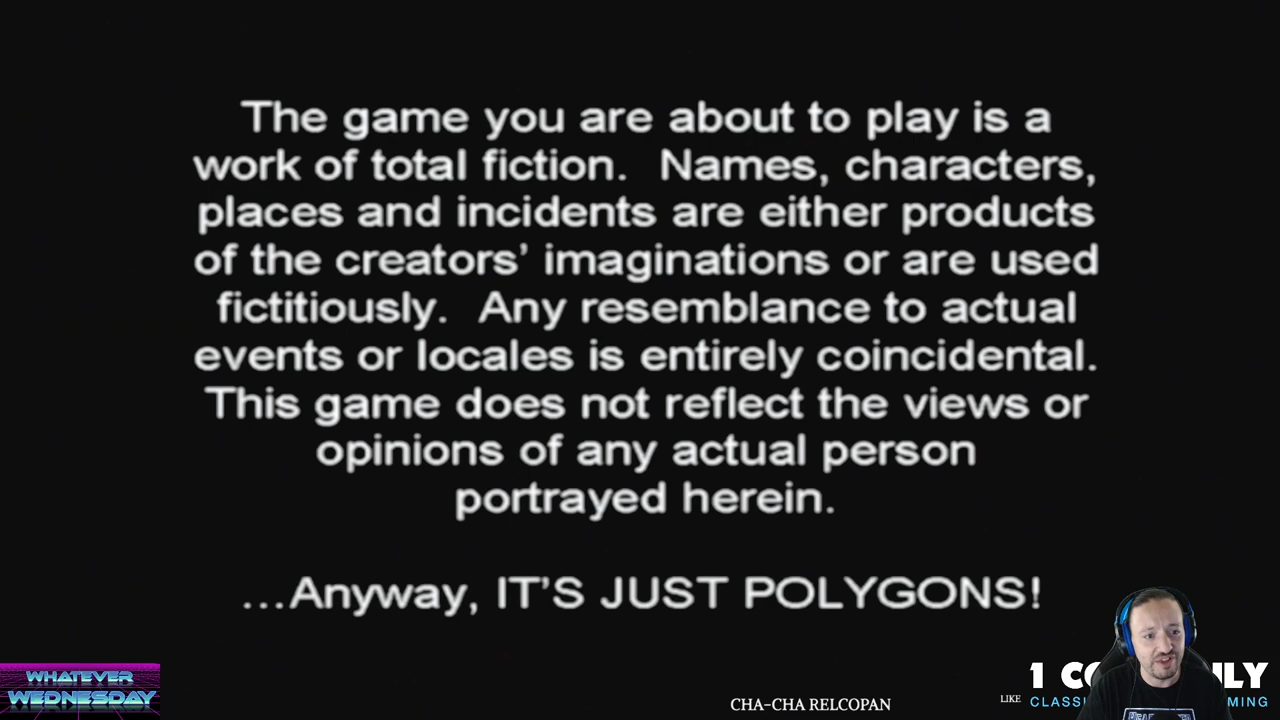 The game you are about to play is a
work of total fiction. Names, characters,
places and incidents are either products
of the creators' imaginations or are used
fictitiously. Any resemblance to actual
events or locales is entirely coincidental.
This game does not reflect the views or
opinions of any actual person
portrayed herein.
...Anyway, IT'S JUST POLYGONS!
WHATEVER
WEDNESDAY
CHA-CHA RELCOPAN
LIKE
1